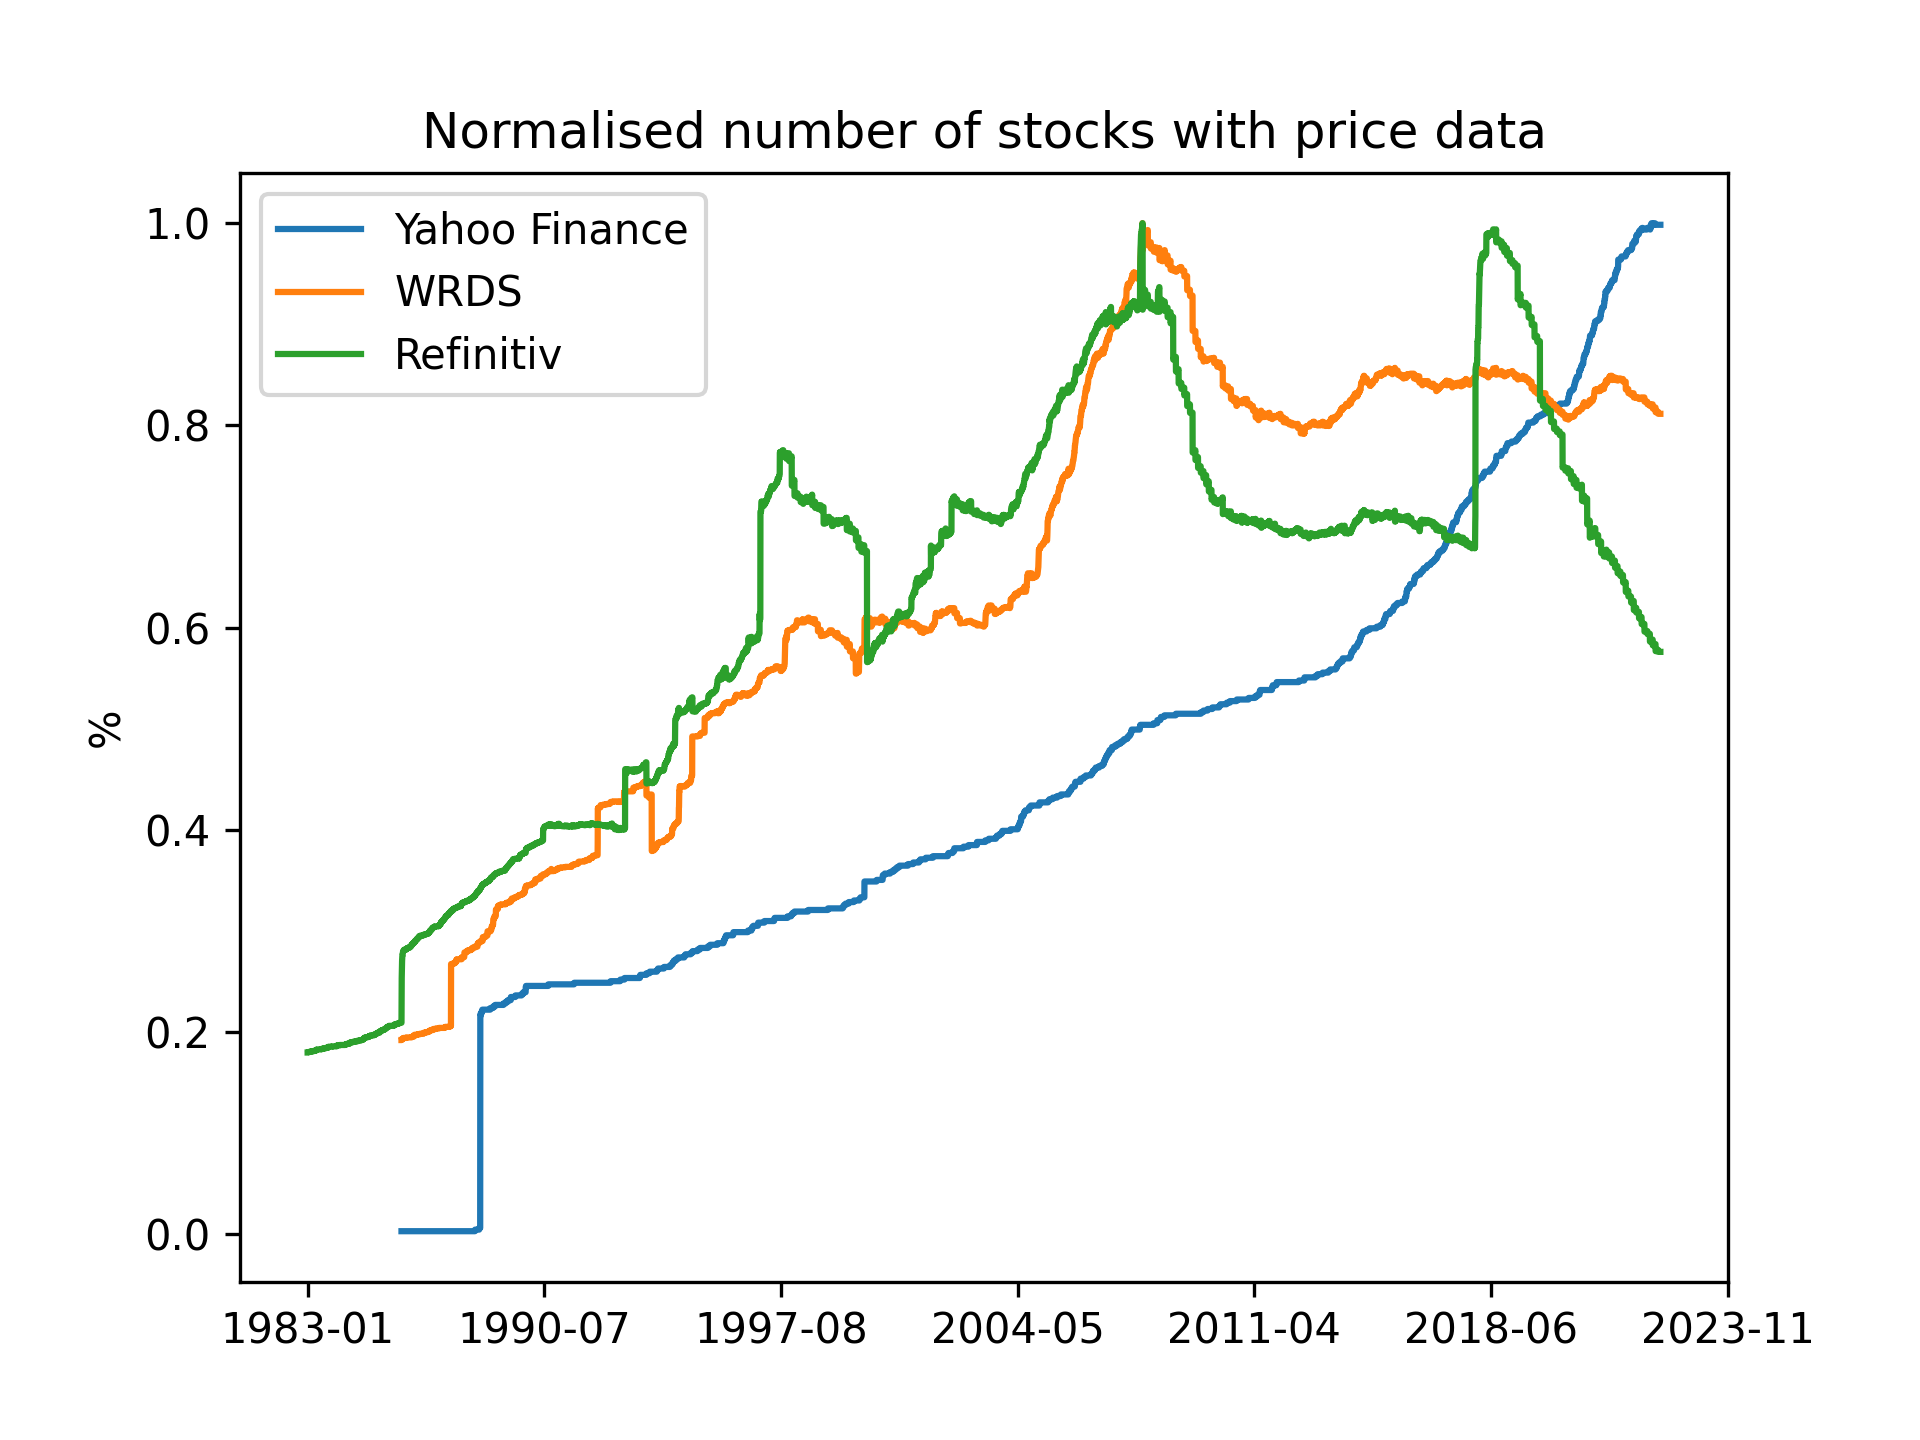 Normalised number of stocks with price data
Yahoo Finance
WRDS
Refinitiv
1.0
0.8
0.6
0.4
0.2
0.0
%
1983-01 1990-07 1997-08 2004-05 2011-04 2018-06 2023-11